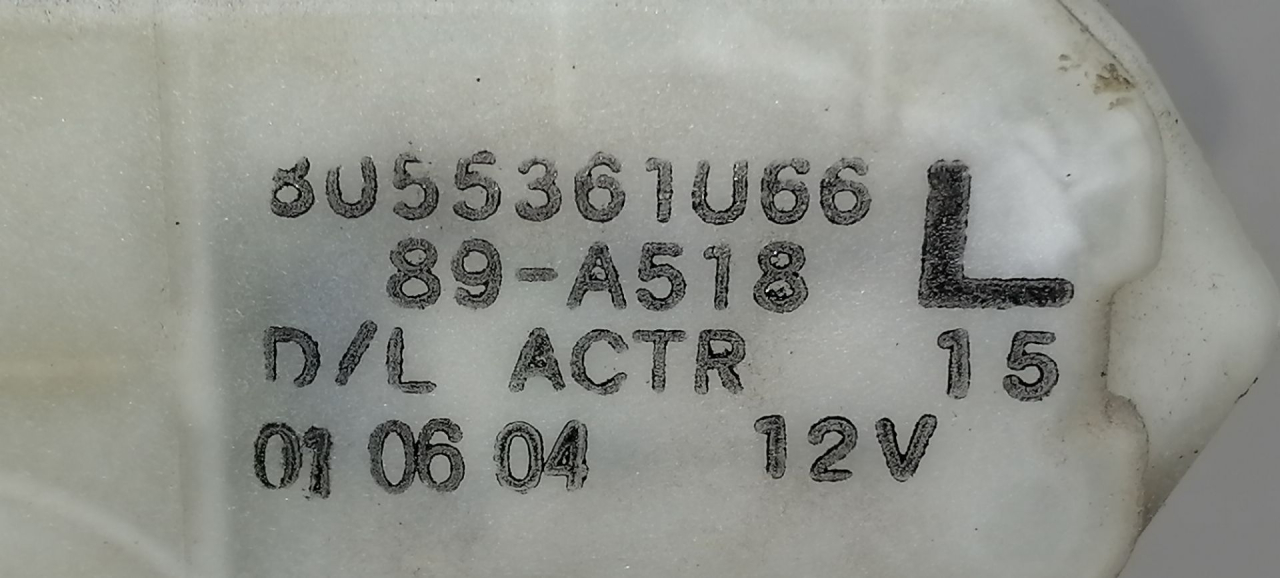 8U55361U66 L
89-A518
D/L ACTR 15
01 06 04 12V